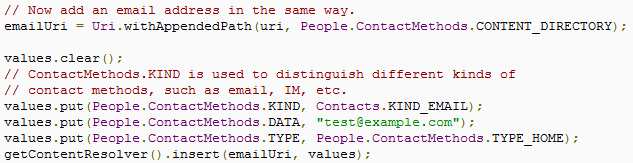 // Now add an email address in the same way.
emailUri = Uri.withAppendedPath(uri, People.ContactMethods.CONTENT_DIRECTORY);
values.clear();
// ContactMethods.KIND is used to distinguish different kinds of
// contact methods, such as email, IM, etc.
values.put(People.ContactMethods.KIND, Contacts.KIND_EMAIL);
values.put(People.ContactMethods.DATA, "test@example.com");
values.put(People.ContactMethods.TYPE, People.ContactMethods.TYPE_HOME);
getContentResolver().insert(emailUri, values);